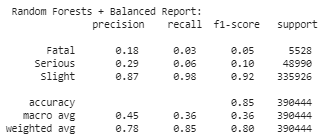 Random Forests + Balanced Report:
precision recall f1-score support
Fatal 0.18 0.03 0.05 5528
Serious 0.29 0.06 0.10 48990
Slight 0.87 0.98 0.92 335926
accuracy 0.85 390444
macro avg 0.45 0.36 0.36 390444
weighted avg 0.78 0.85 0.80 390444